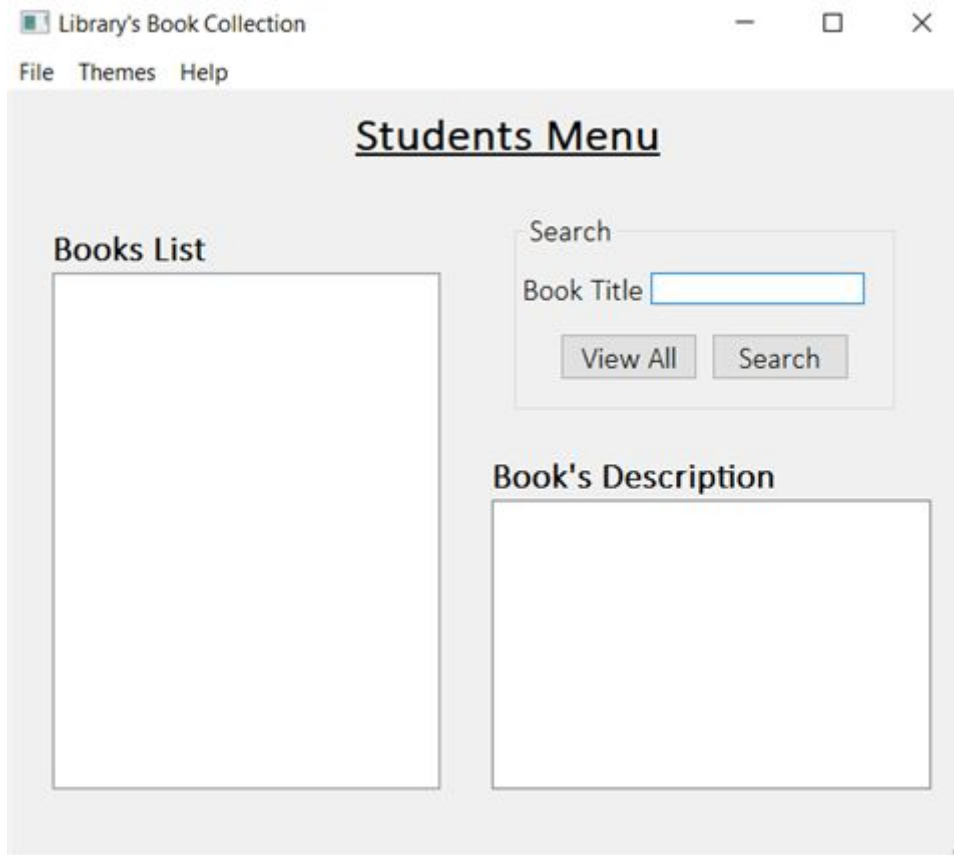 Library's Book Collection
File Themes Help
Students Menu
Books List
Search
Book Title
View All Search
Book's Description